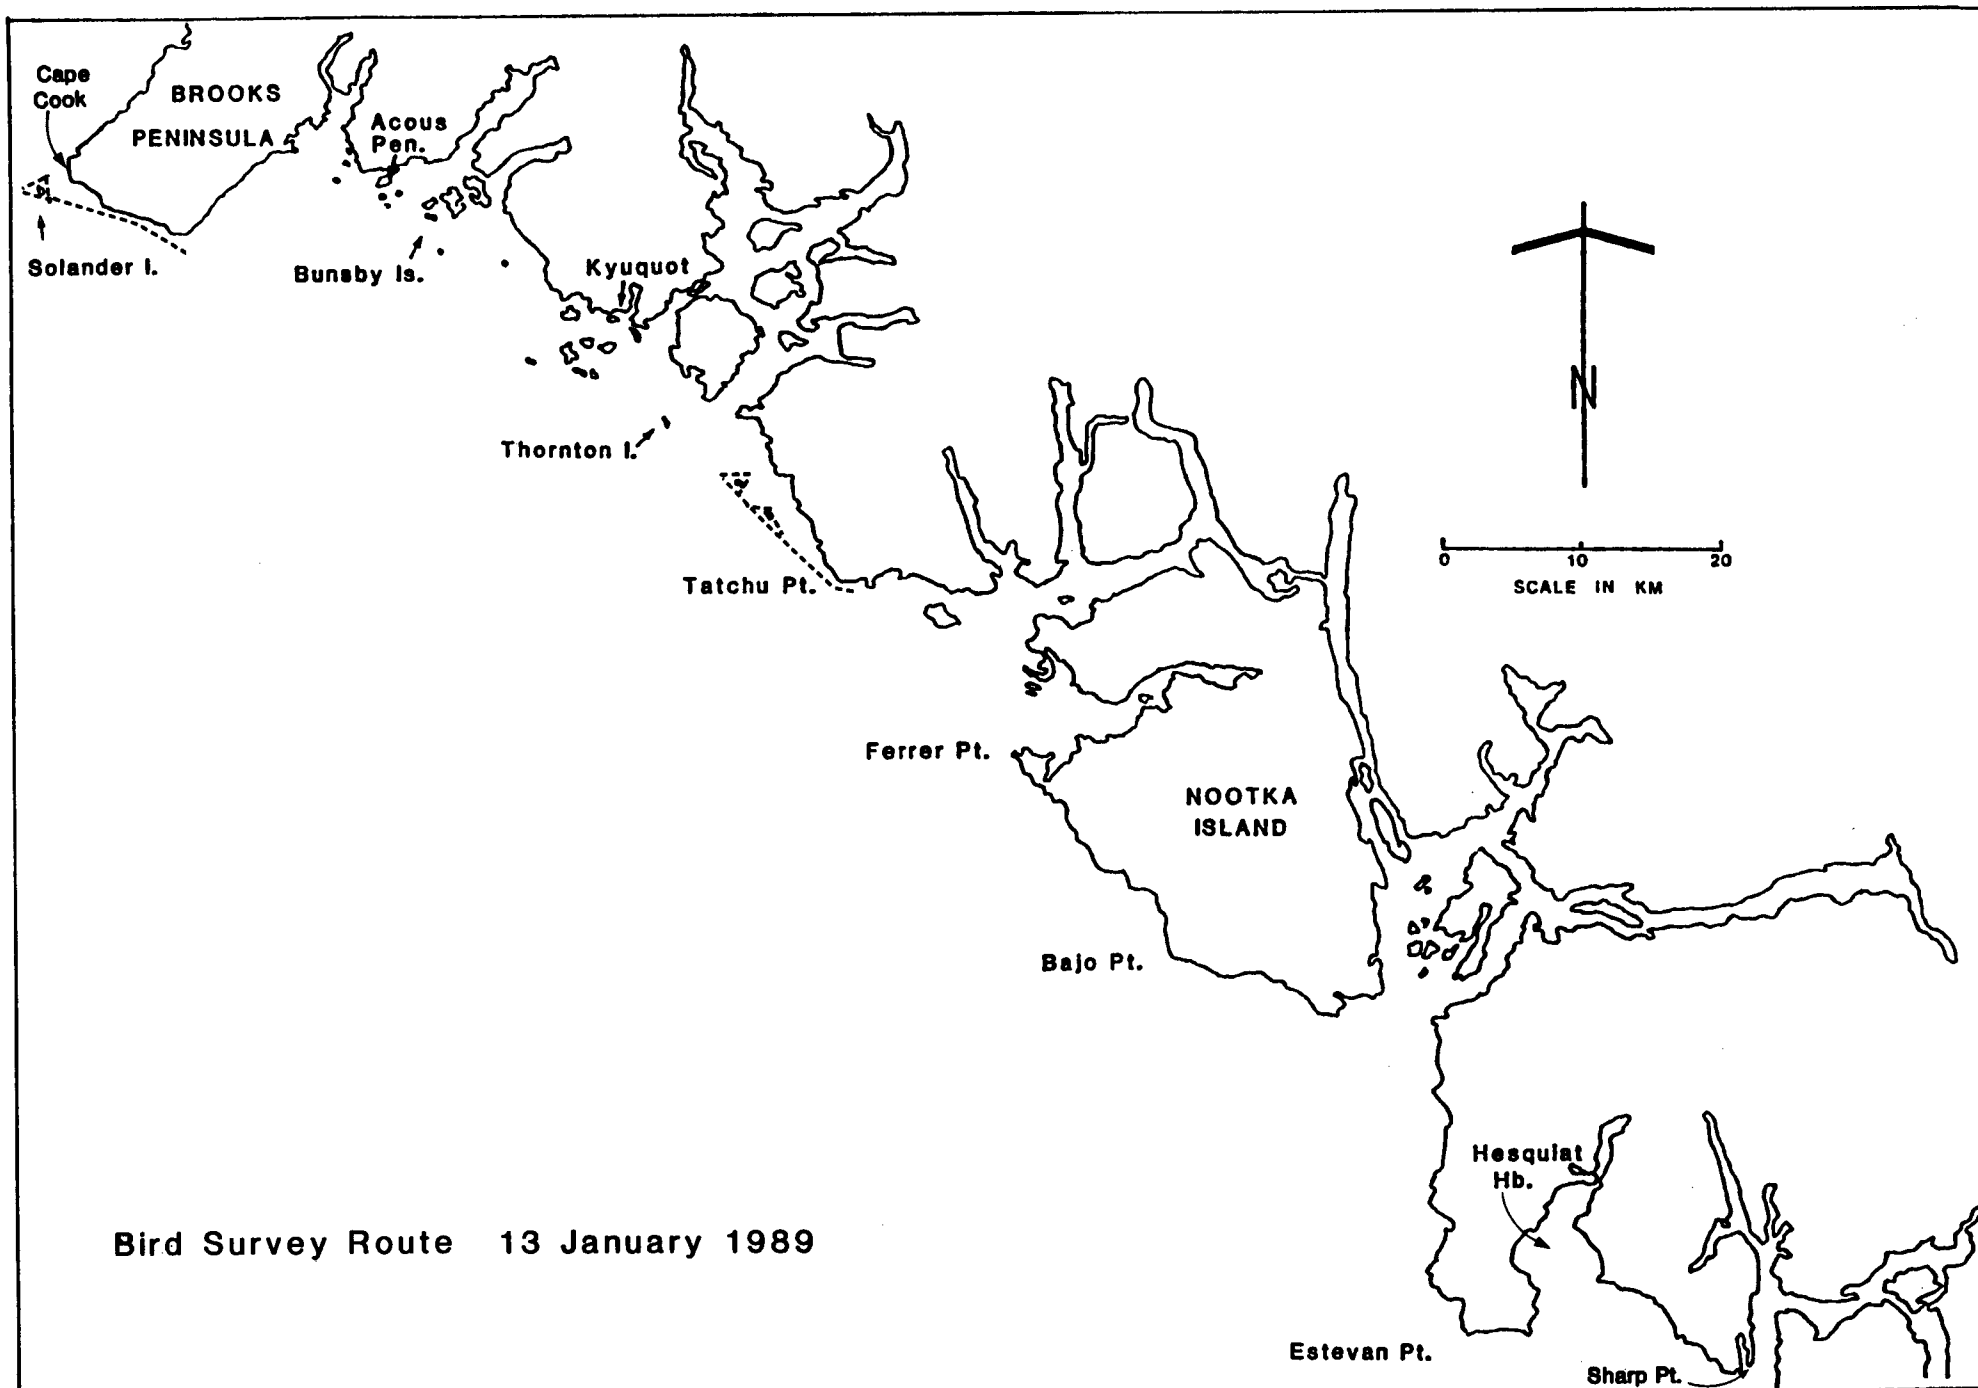 Cape
Cook
BROOKS
PENINSULA
Acous
Pen.
Solander I.
Bunsby Is.
Kyuquot
Thornton I.
Tatchu Pt.
N
0 10 20
SCALE IN KM
Ferrer Pt.
NOOTKA
ISLAND
Bajo Pt.
Hesquiat
Hb.
Bird Survey Route 13 January 1989
Estevan Pt.
Sharp Pt.